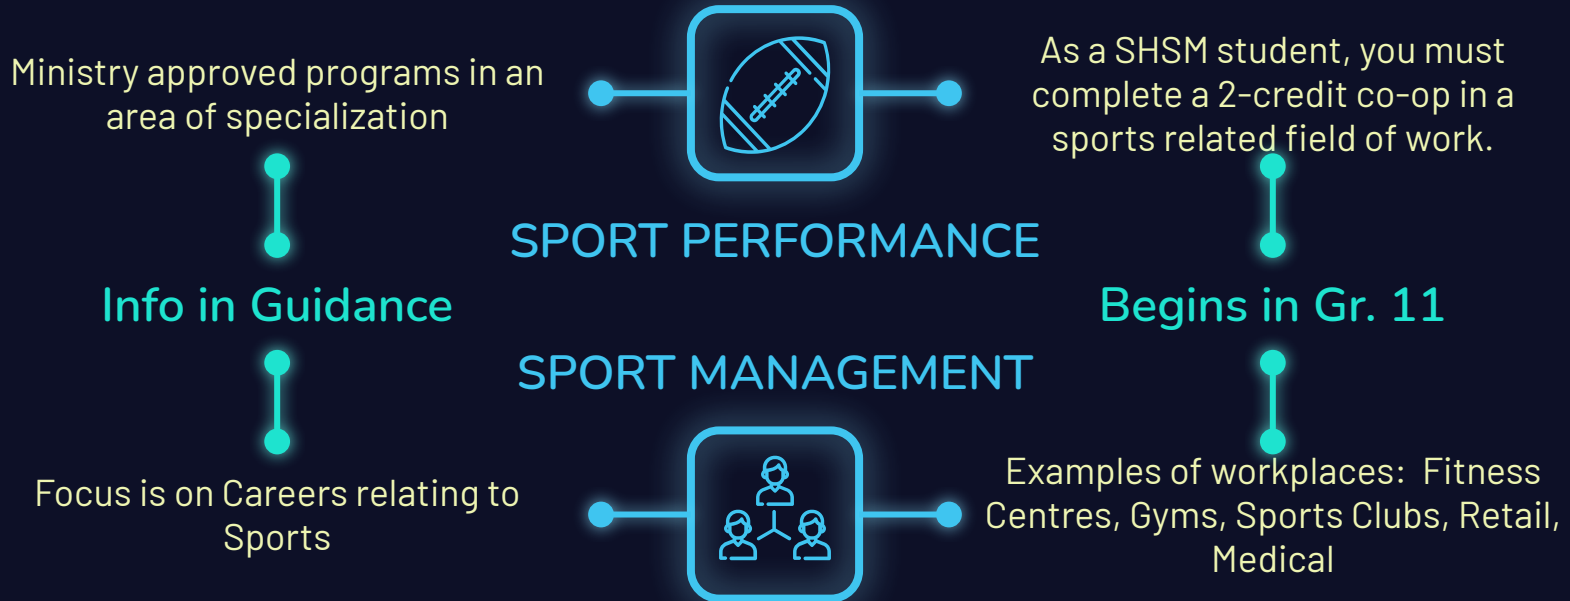 Ministry approved programs in an
area of specialization
Info in Guidance
Focus is on Careers relating to
Sports
SPORT PERFORMANCE
SPORT MANAGEMENT
As a SHSM student, you must
complete a 2-credit co-op in a
sports related field of work.
Begins in Gr. 11
Examples of workplaces:  Fitness
Centres, Gyms, Sports Clubs, Retail,
Medical